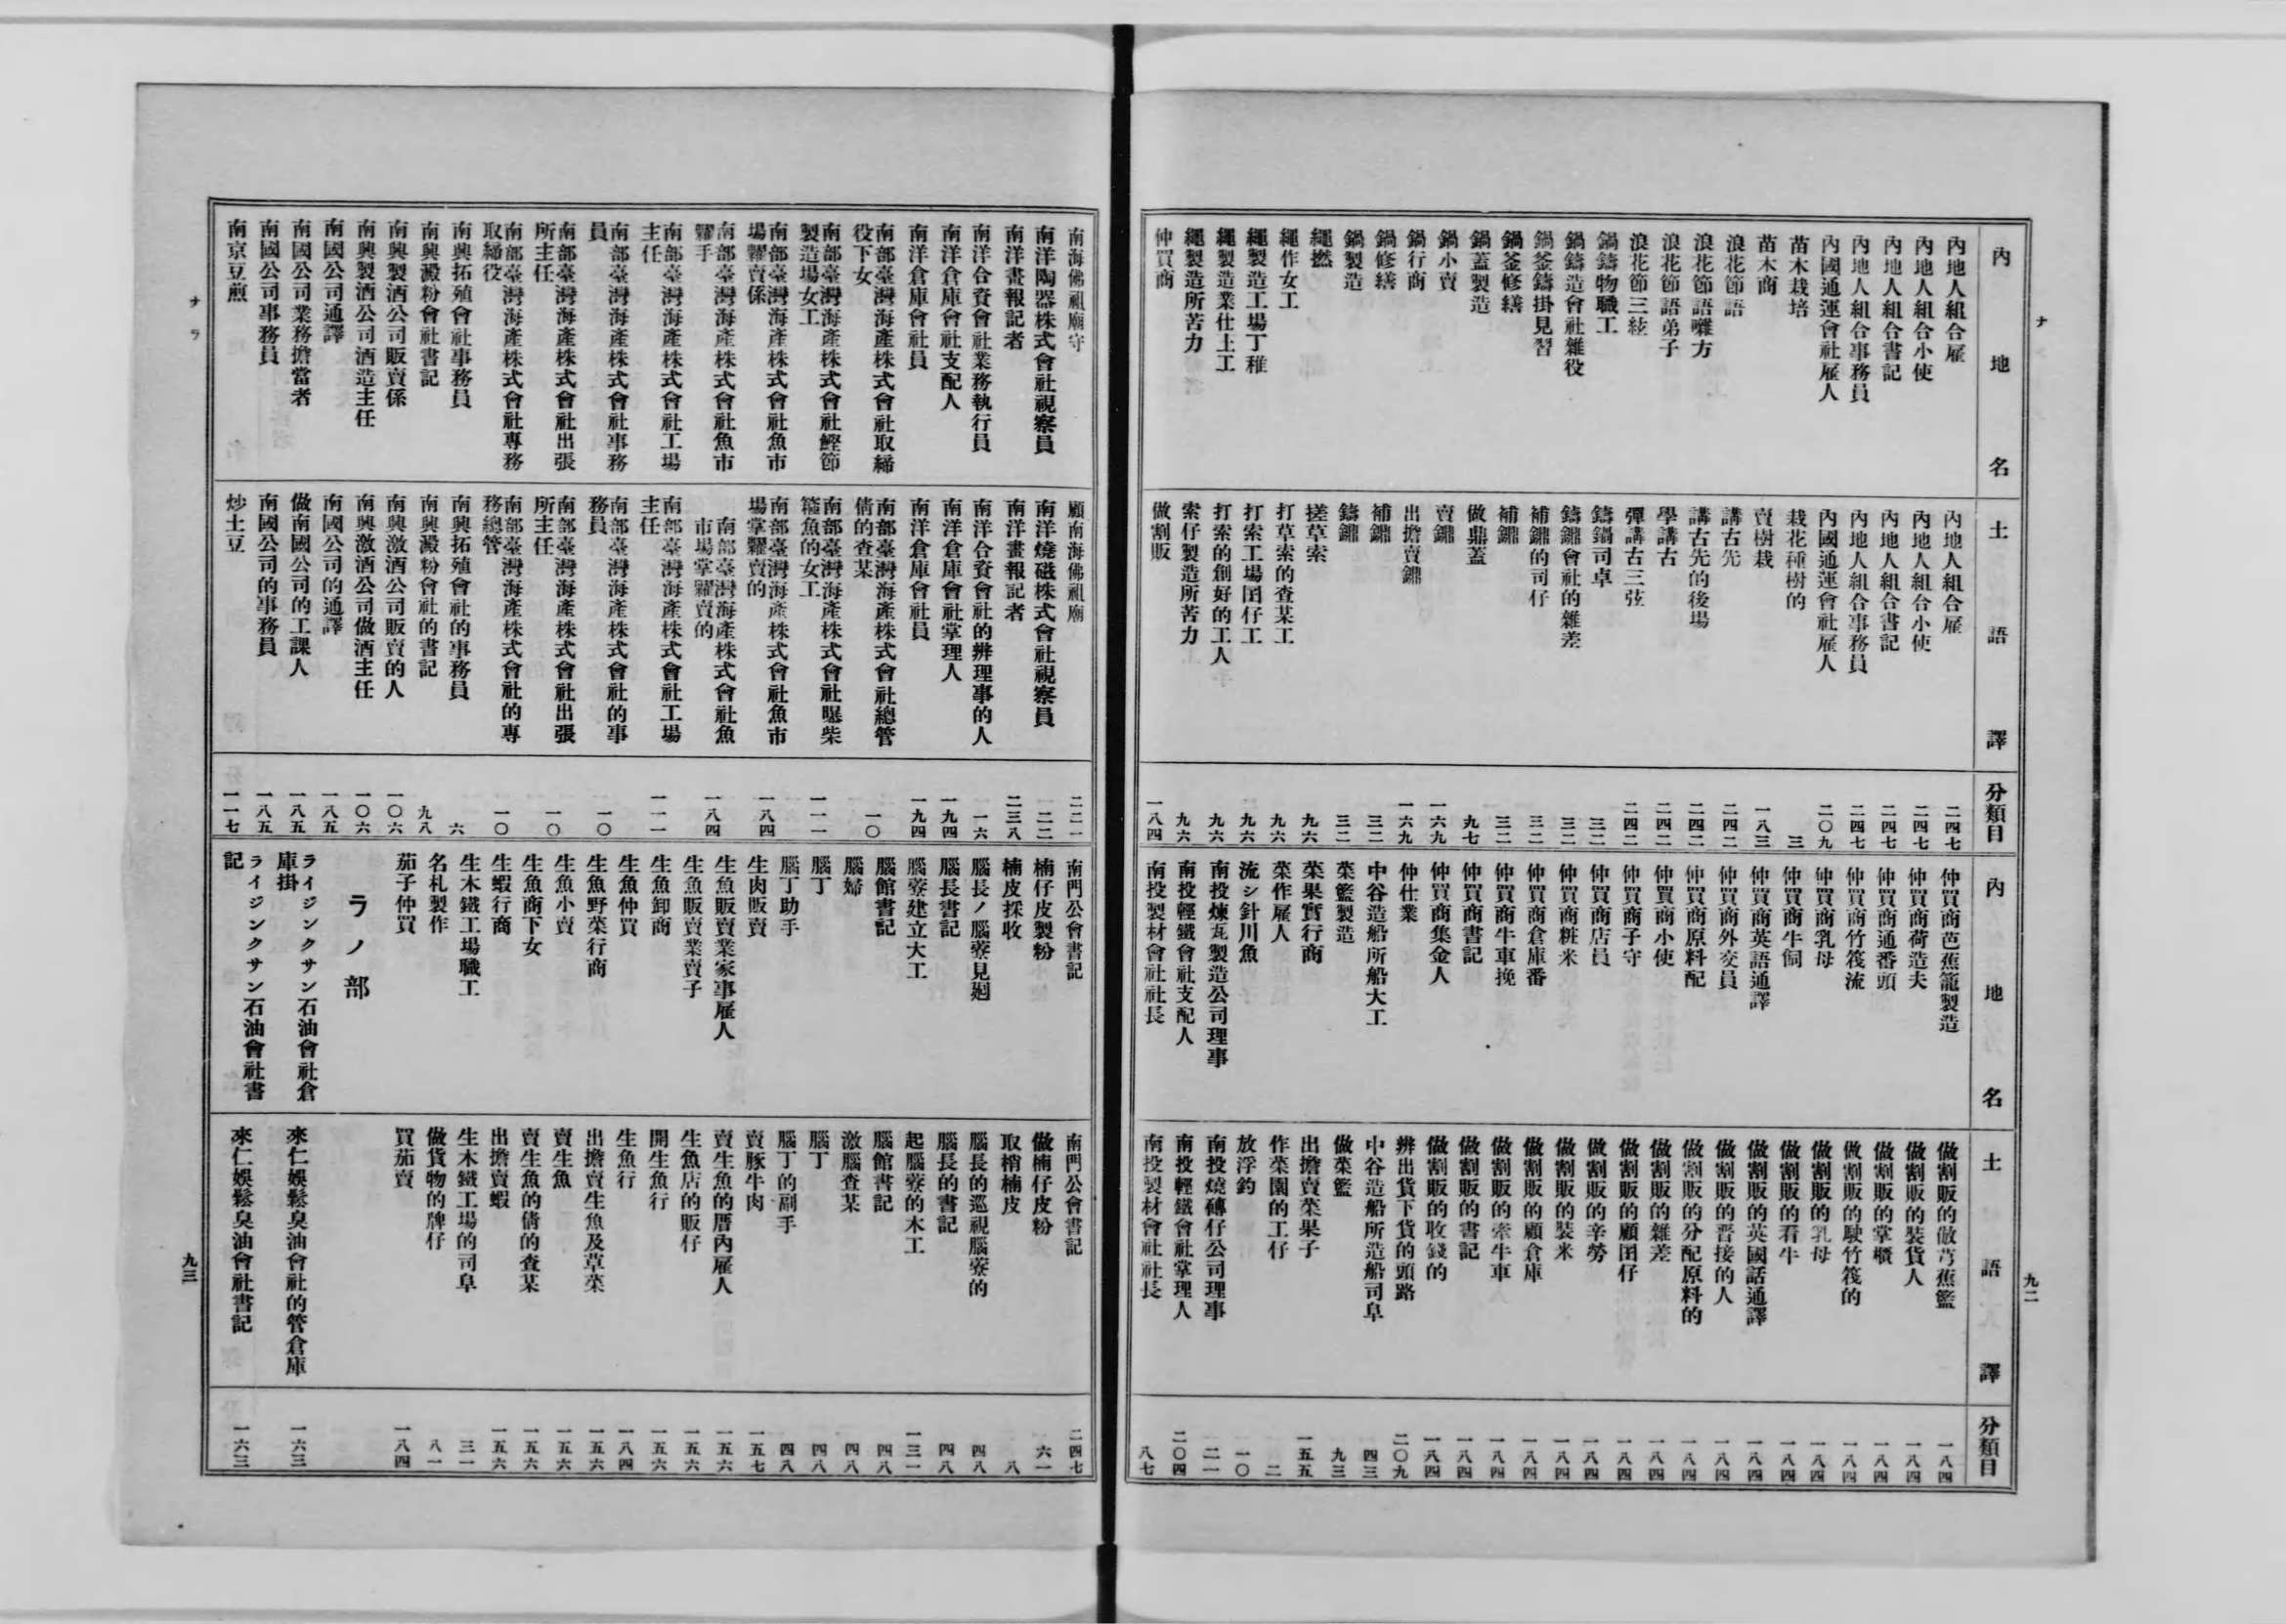 ナ
內地名 土語譯 分類目
內地人組合雇 內地人組合雇 二四七
內地人組合小使 內地人組合小使 二四七
內地人組合書記 內地人組合書記 二四七
內地人組合事務員 內地人組合事務員 二四七
內國通運會社雇人 內國通運會社雇人 二〇九
苗木栽培 栽花種樹的 三
苗木商 賣樹栽 一八三
浪花節語 講古先 二四二
浪花節語囃方 講古先的後場 二四二
浪花節語弟子 學講古 二四二
浪花節三絃 彈講古三弦 二四二
鍋鑄物職工 鑄鍋司卓 三二
鍋鑄造會社雜役 鑄會社的雜差 三二
鍋釜鑄掛見習 補的司仔 三二
鍋釜修繕 補 三二
鍋蓋製造 做鼎蓋 九七
鍋小賣 賣 一六九
鍋行商 出擔賣 一六九
鍋修繕 補 三二
鍋製造 鑄 三二
繩撚 搓草索 九六
繩作女工 打草索的查某工 九六
繩製造工場丁稚 打索工場囝仔工 九六
繩製造業仕上工 打索的創好的工人 九六
繩製造所苦力 索仔製造所苦力 九六
仲買商 做割販 一八四
內地名 土語譯 分類目
仲買商芭蕉籠製造 做割販的做芎蕉籃 一八四
仲買商荷造夫 做割販的裝貨人 一八四
仲買商通番頭 做割販的掌櫃 一八四
仲買商竹筏流 做割販的駛竹筏的 一八四
仲買商乳母 做割販的乳母 一八四
仲買商牛飼 做割販的看牛 一八四
仲買商英語通譯 做割販的英國話通譯 一八四
仲買商外交員 做割販的晋接的人 一八四
仲買商原料配 做割販的分配原料的 一八四
仲買商小使 做割販的雜差 一八四
仲買商子守 做割販的顧囝仔 一八四
仲買商店員 做割販的辛勞 一八四
仲買商粧米 做割販的裝米 一八四
仲買商倉庫番 做割販的顧倉庫 一八四
仲買商牛車挽 做割販的牽牛車 一八四
仲買商書記 做割販的書記 一八四
仲買商集金人 做割販的收錢的 一八四
仲仕業 辨出貨下貨的頭路 二〇九
中谷造船所船大工 中谷造船所造船司阜 四三
菜籃製造 做菜籃 九三
菜果實行商 出擔賣菜果子 一五五
菜作雇人 作菜園的工仔 二
流シ針川魚 放浮釣 一〇
南投煉瓦製造公司理事 南投燒磚仔公司理事 二一
南投輕鐵會社支配人 南投輕鐵會社掌理人 二〇四
南投製材會社社長 南投製材會社社長 八七
九二
ナ ラ
南海佛祖廟守 顧南海佛祖廟 二二一
南洋陶器株式會社視察員 南洋燒磁株式會社視察員 二二
南洋畫報記者 南洋畫報記者 二三八
南洋合資會社業務執行員 南洋合資會社的辨理事的人 一六
南洋倉庫會社支配人 南洋倉庫會社掌理人 一九四
南洋倉庫會社員 南洋倉庫會社員 一九四
南部臺灣海產株式會社取締
役下女 南部臺灣海產株式會社總管
倩的查某 一〇
南部臺灣海產株式會社鰹節
製造場女工 南部臺灣海產株式會社曝柴
籠魚的女工 一一一
南部臺灣海產株式會社魚市
場糶賣係 南部臺灣海產株式會社魚市
場掌糶賣的 一八四
南部臺灣海產株式會社魚市
糶手 南部臺灣海產株式會社魚
市場掌糶賣的 一八四
南部臺灣海產株式會社工場
主任 南部臺灣海產株式會社工場
主任 一一一
南部臺灣海產株式會社事務
員 南部臺灣海產株式會社的事
務員 一〇
南部臺灣海產株式會社出張
所主任 南部臺灣海產株式會社出張
所主任 一〇
南部臺灣海產株式會社專務
取締役 南部臺灣海產株式會社的專
務總管 一〇
南興拓殖會社事務員 南興拓殖會社的事務員 六
南興澱粉會社書記 南興澱粉會社的書記 九八
南興製酒公司販賣係 南興激酒公司販賣的人 一〇六
南興製酒公司酒造主任 南興激酒公司做酒主任 一〇六
南國公司通譯 南國公司的通譯 一八五
南國公司業務擔當者 做南國公司的工課人 一八五
南國公司事務員 南國公司的事務員 一八五
南京豆煎 炒土豆 一一七
南門公會書記 南門公會書記 二四七
楠仔皮製粉 做楠仔皮粉 六一
楠皮採收 取梢楠皮 八
腦長ノ腦藔見廻 腦長的巡視腦藔的 四八
腦長書記 腦長的書記 四八
腦藔建立大工 起腦藔的木工 一三一
腦館書記 腦館書記 四八
腦婦 激腦查某 四八
腦丁 腦丁 四八
腦丁助手 腦丁的副手 四八
生肉販賣 賣豚牛肉 一五七
生魚販賣業家事雇人 賣生魚的厝內雇人 一五六
生魚販賣業賣子 生魚店的販仔 一五六
生魚卸商 開生魚行 一五六
生魚仲買 生魚行 一八四
生魚野菜行商 出擔賣生魚及草菜 一五六
生魚小賣 賣生魚 一五六
生魚商下女 賣生魚的倩的查某 一五六
生蝦行商 出擔賣蝦 一五六
生木鐵工場職工 生木鐵工場的司阜 三一
名札製作 做貨物的牌仔 八一
茄子仲買 買茄賣 一八四
ラノ部
ライジンクサン石油會社倉
庫掛 來仁娛鬆臭油會社的管倉庫 一六三
ライジンクサン石油會社書
記 來仁娛鬆臭油會社書記 一六三
九三